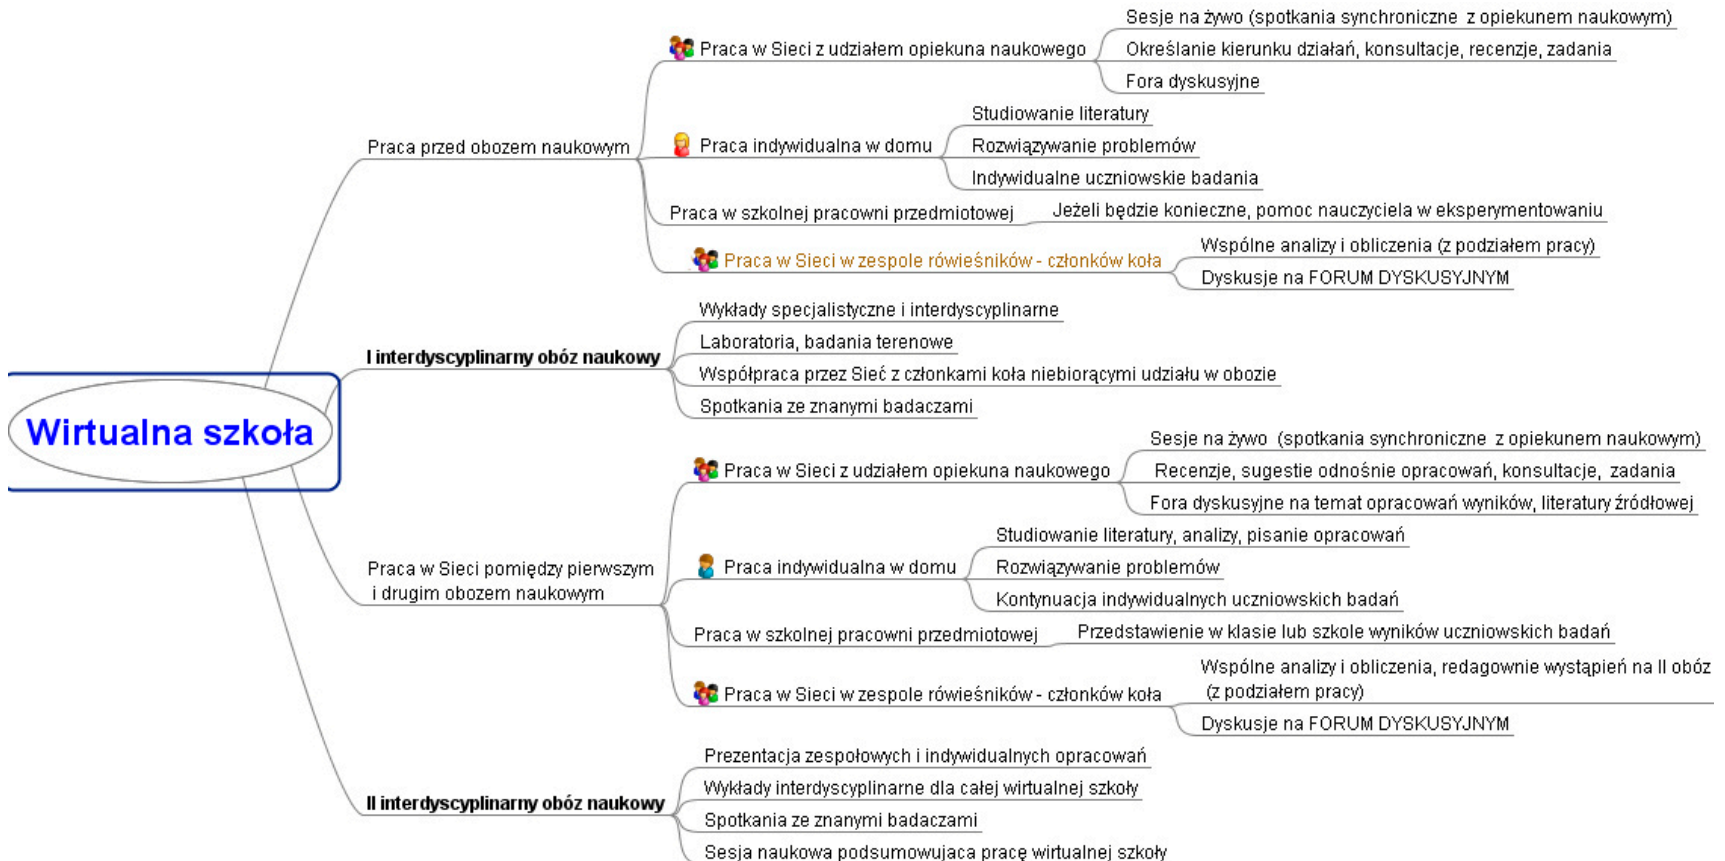 Wirtualna szkoła
Praca przed obozem naukowym
Praca w Sieci z udziałem opiekuna naukowego
Sesje na żywo (spotkania synchroniczne z opiekunem naukowym)
Określanie kierunku działań, konsultacje, recenzje, zadania
Fora dyskusyjne
Praca indywidualna w domu
Studiowanie literatury
Rozwiązywanie problemów
Indywidualne uczniowskie badania
Praca w szkolnej pracowni przedmiotowej
Jeżeli będzie konieczne, pomoc nauczyciela w eksperymentowaniu
Praca w Sieci w zespole rówieśników - członków koła
Wspólne analizy i obliczenia (z podziałem pracy)
Dyskusje na FORUM DYSKUSYJNYM
I interdyscyplinarny obóz naukowy
Wykłady specjalistyczne i interdyscyplinarne
Laboratoria, badania terenowe
Współpraca przez Sieć z członkami koła niebiorącymi udziału w obozie
Spotkania ze znanymi badaczami
Praca w Sieci pomiędzy pierwszym
i drugim obozem naukowym
Praca w Sieci z udziałem opiekuna naukowego
Sesje na żywo (spotkania synchroniczne z opiekunem naukowym)
Recenzje, sugestie odnośnie opracowań, konsultacje, zadania
Fora dyskusyjne na temat opracowań wyników, literatury źródłowej
Praca indywidualna w domu
Studiowanie literatury, analizy, pisanie opracowań
Rozwiązywanie problemów
Kontynuacja indywidualnych uczniowskich badań
Praca w szkolnej pracowni przedmiotowej
Przedstawienie w klasie lub szkole wyników uczniowskich badań
Praca w Sieci w zespole rówieśników - członków koła
Wspólne analizy i obliczenia, redagownie wystąpień na II obóz
(z podziałem pracy)
Dyskusje na FORUM DYSKUSYJNYM
II interdyscyplinarny obóz naukowy
Prezentacja zespołowych i indywidualnych opracowań
Wykłady interdyscyplinarne dla całej wirtualnej szkoły
Spotkania ze znanymi badaczami
Sesja naukowa podsumowujaca pracę wirtualnej szkoły